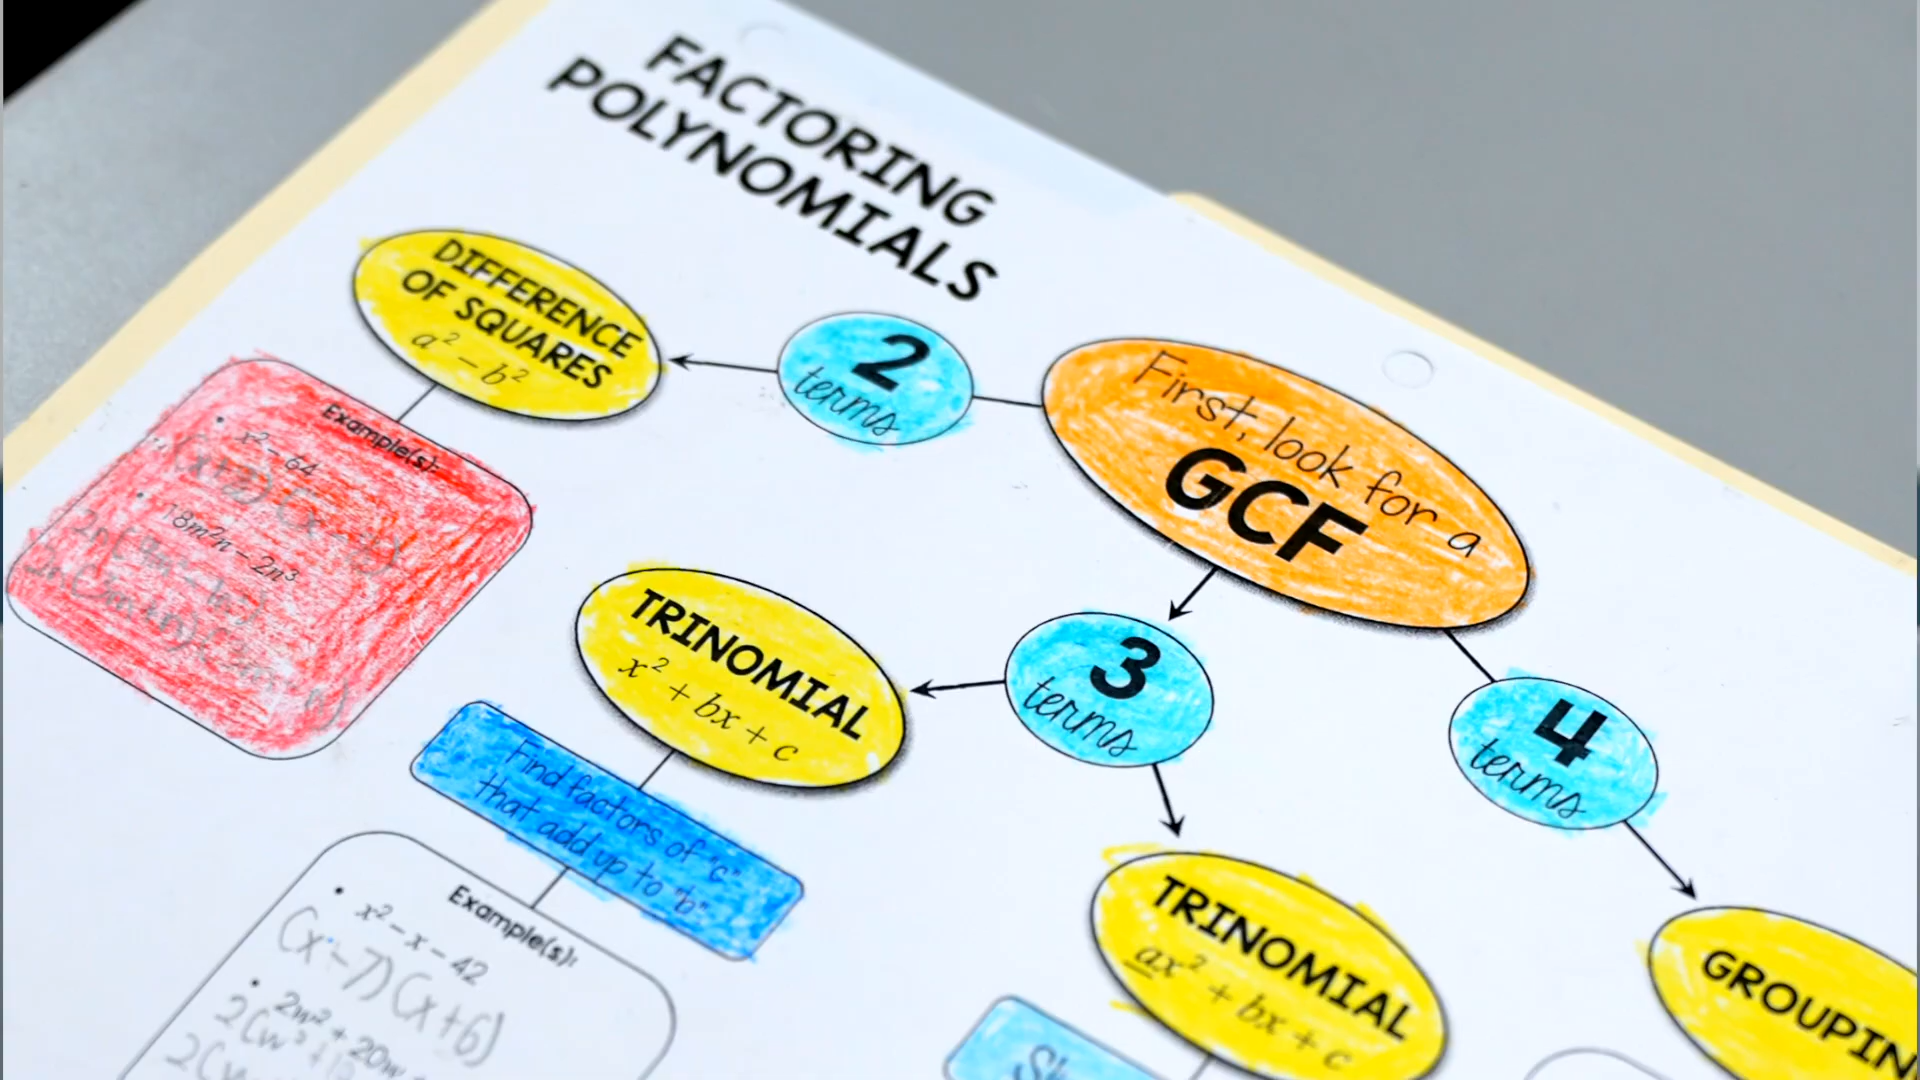 FACTORING
POLYNOMIALS
First, look for a
GCF
2
terms
DIFFERENCE
OF SQUARES
a² - b²
Example(s):
• x² - 64
• 18m²n - 2n³
3
terms
TRINOMIAL
x² + bx + c
Find factors of "c"
that add up to "b"
Example(s):
• x² - x - 42
(x-7)(x+6)
• 2w² + 20w
TRINOMIAL
ax² + bx + c
4
terms